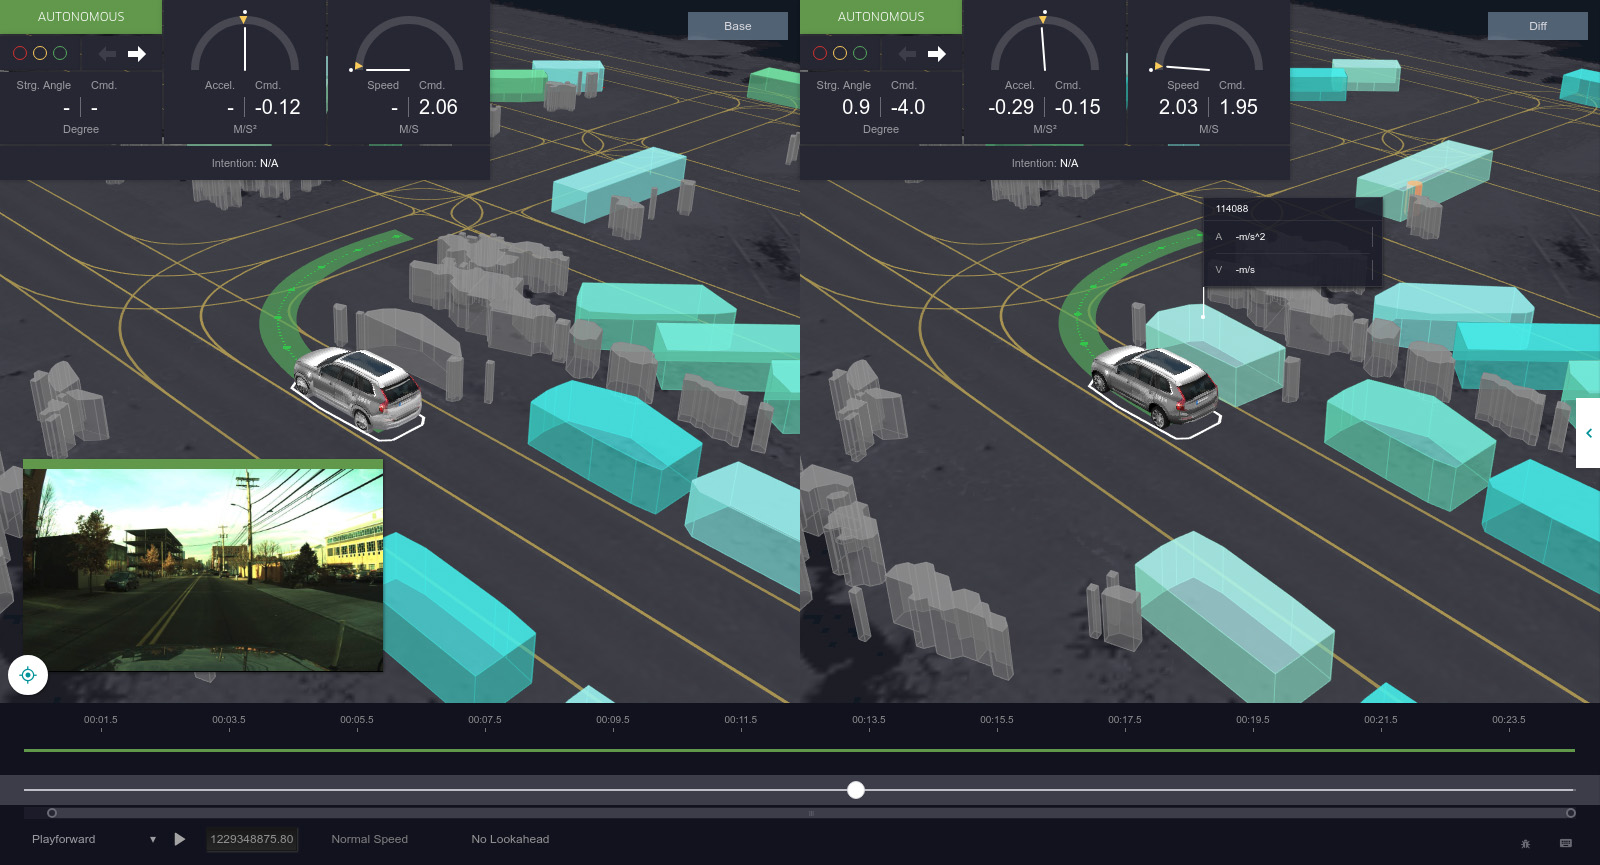 AUTONOMOUS
Strg. Angle Cmd.
- | -
Degree
Accel. Cmd.
- | -0.12
M/S²
Speed Cmd.
- | 2.06
M/S
Intention: N/A
Base
AUTONOMOUS
Strg. Angle Cmd.
0.9 | -4.0
Degree
Accel. Cmd.
-0.29 | -0.15
M/S²
Speed Cmd.
2.03 | 1.95
M/S
Intention: N/A
Diff
114088
A -m/s^2
V -m/s
00:01.5 00:03.5 00:05.5 00:07.5 00:09.5 00:11.5 00:13.5 00:15.5 00:17.5 00:19.5 00:21.5 00:23.5
Playforward 1229348875.80 Normal Speed No Lookahead